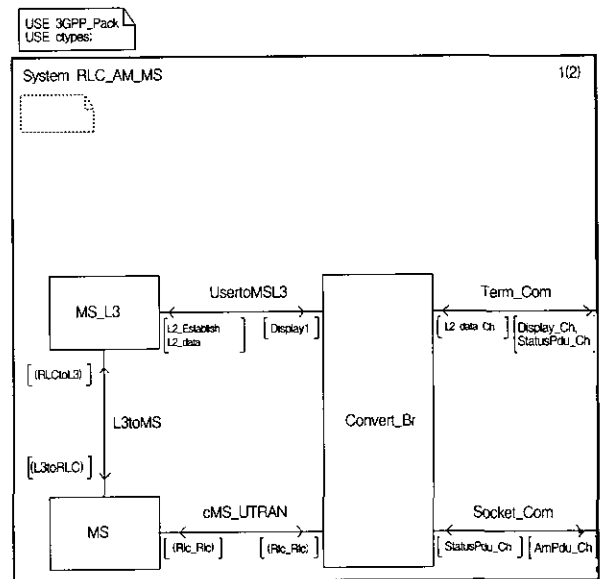 USE 3GPP_Pack
USE ctypes;
System RLC_AM_MS
1(2)
UsertoMSL3
Term_Com
MS_L3
[L2_Establish
L2_data]
[Display1]
[L2 data Ch]
[Display_Ch,
StatusPdu_Ch]
[(RLCtoL3)]
L3toMS
Convert_Br
[(L3toRLC)]
cMS_UTRAN
Socket_Com
MS
[(Rlc_Rlc)]
[(Rlc_Rlc)]
[StatusPdu_Ch]
[AmPdu_Ch]